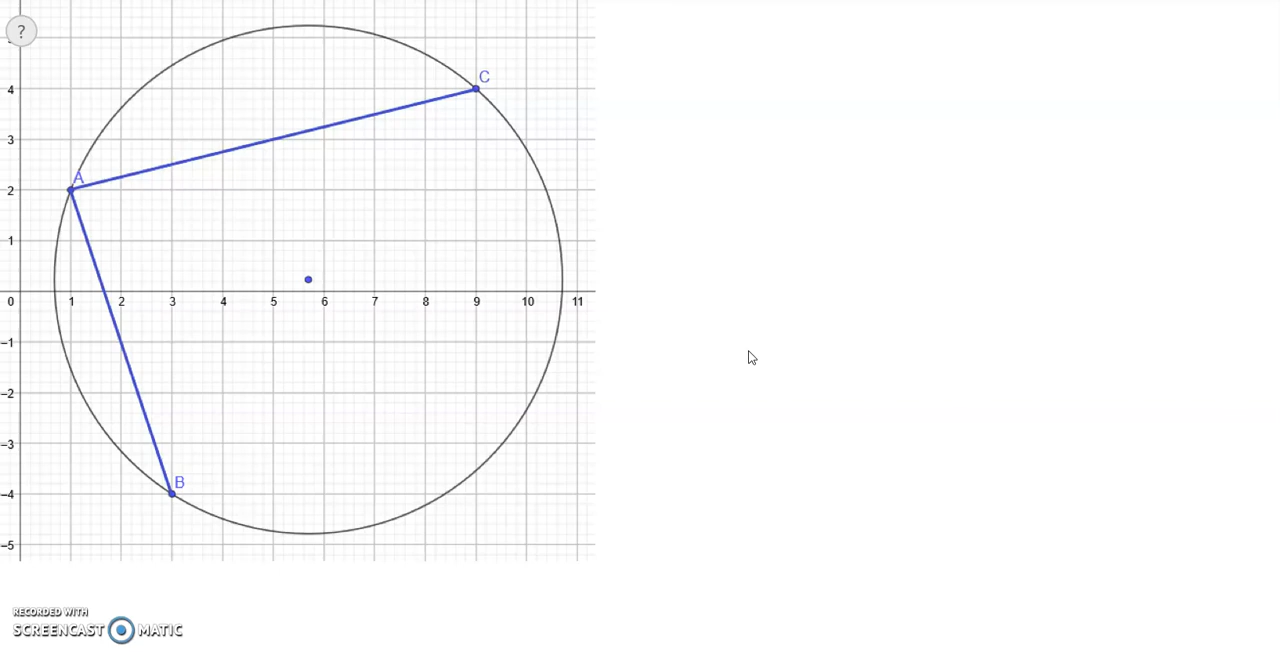 ?
C
4
3
A
2
1
0 1 2 3 4 5 6 7 8 9 10 11
–1
–2
–3
B
–4
–5
RECORDED WITH
SCREENCAST MATIC